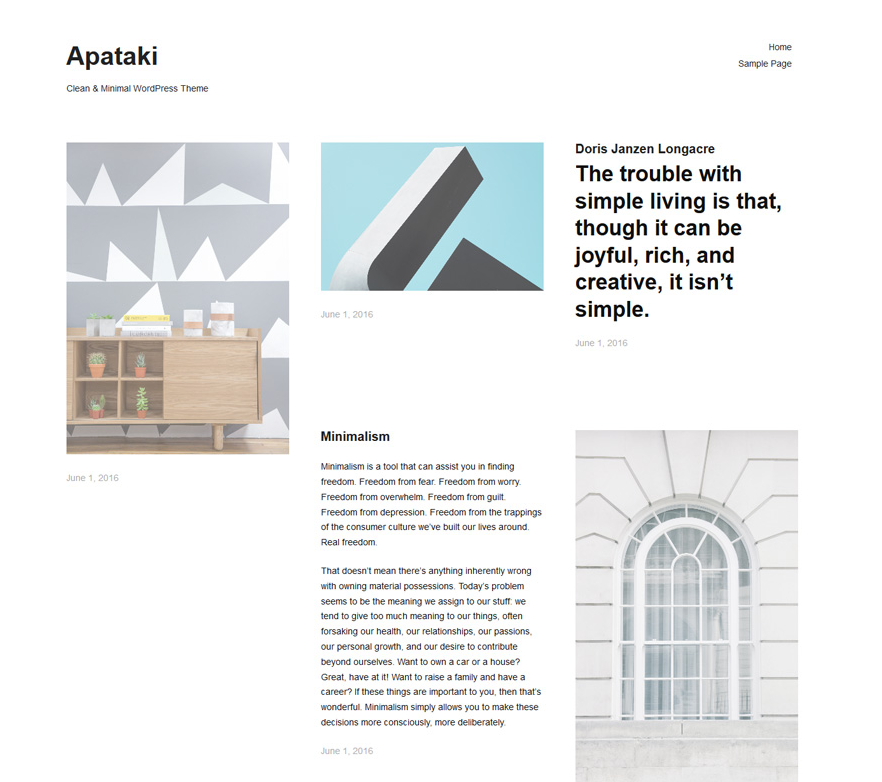 Apataki
Clean & Minimal WordPress Theme
Home
Sample Page
June 1, 2016
June 1, 2016
Doris Janzen Longacre
The trouble with
simple living is that,
though it can be
joyful, rich, and
creative, it isn’t
simple.
June 1, 2016
Minimalism
Minimalism is a tool that can assist you in finding
freedom. Freedom from fear. Freedom from worry.
Freedom from overwhelm. Freedom from guilt.
Freedom from depression. Freedom from the trappings
of the consumer culture we’ve built our lives around.
Real freedom.
That doesn’t mean there’s anything inherently wrong
with owning material possessions. Today’s problem
seems to be the meaning we assign to our stuff: we
tend to give too much meaning to our things, often
forsaking our health, our relationships, our passions,
our personal growth, and our desire to contribute
beyond ourselves. Want to own a car or a house?
Great, have at it! Want to raise a family and have a
career? If these things are important to you, then that’s
wonderful. Minimalism simply allows you to make these
decisions more consciously, more deliberately.
June 1, 2016